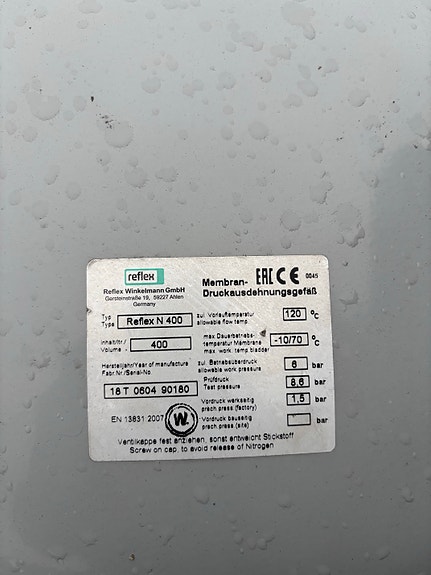 reflex
Reflex Winkelmann GmbH
Gersteinstraße 19, 59227 Ahlen
Germany
Membran-
Druckausdehnungsgefäß
EAC CE 0045
Typ
Type
Reflex N 400
zul. Vorlauftemperatur
allowable flow temp.
120 °C
Inhalt/ltr./
Volume
400
max Dauerbetriebs-
temperatur Membrane
max. work. temp bladder
-10/70 °C
Herstelljahr/Year of manufacture
Fabr.Nr./Serial-No.
18 T 0604 90180
zul. Betriebsüberdruck
allowable work pressure
6 bar
Prüfdruck
Test pressure
8,6 bar
Vordruck werkseitig
prech.press (factory)
1,5 bar
Vordruck bauseitig
prech.press (site)
bar
EN 13831:2007
W.
Ventilkappe fest anziehen, sonst entweicht Stickstoff
Screw on cap, to avoid release of Nitrogen